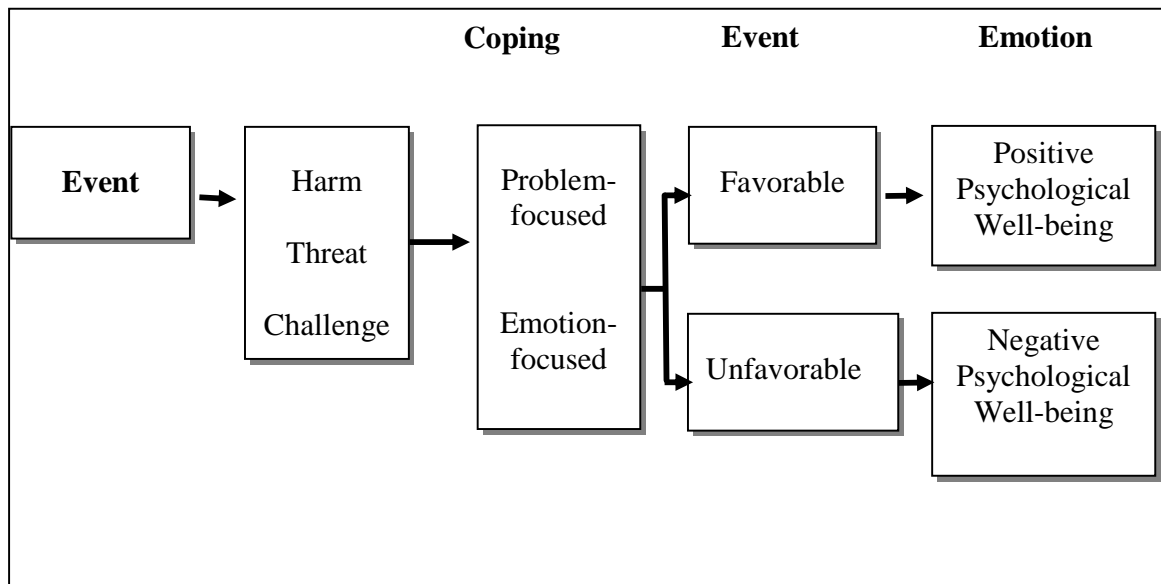 Coping Event Emotion
Event
Harm
Threat
Challenge
Problem-
focused
Emotion-
focused
Favorable
Unfavorable
Positive
Psychological
Well-being
Negative
Psychological
Well-being